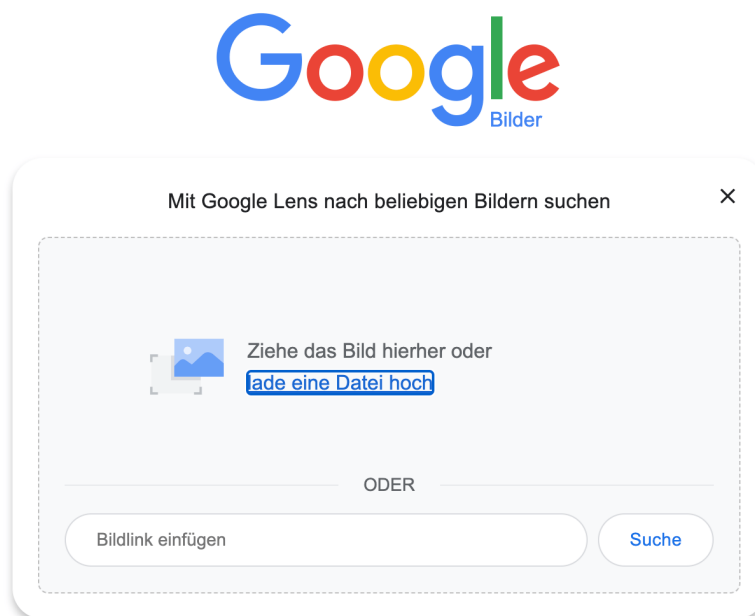 Google
Bilder
Mit Google Lens nach beliebigen Bildern suchen
Ziehe das Bild hierher oder
lade eine Datei hoch
ODER
Bildlink einfügen
Suche